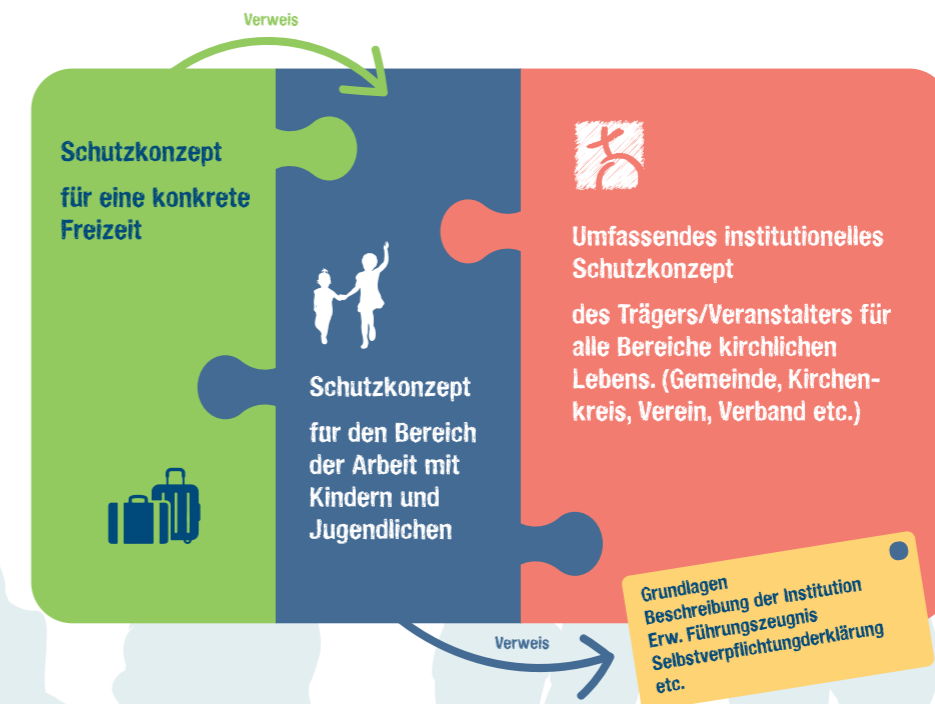 Verweis
Schutzkonzept
für eine konkrete
Freizeit
Schutzkonzept
fur den Bereich
der Arbeit mit
Kindern und
Jugendlichen
Umfassendes institutionelles
Schutzkonzept
des Trägers/Veranstalters für
alle Bereiche kirchlichen
Lebens. (Gemeinde, Kirchen-
kreis, Verein, Verband etc.)
Verweis
Grundlagen
Beschreibung der Institution
Erw. Führungszeugnis
Selbstverpflichtungderklärung
etc.